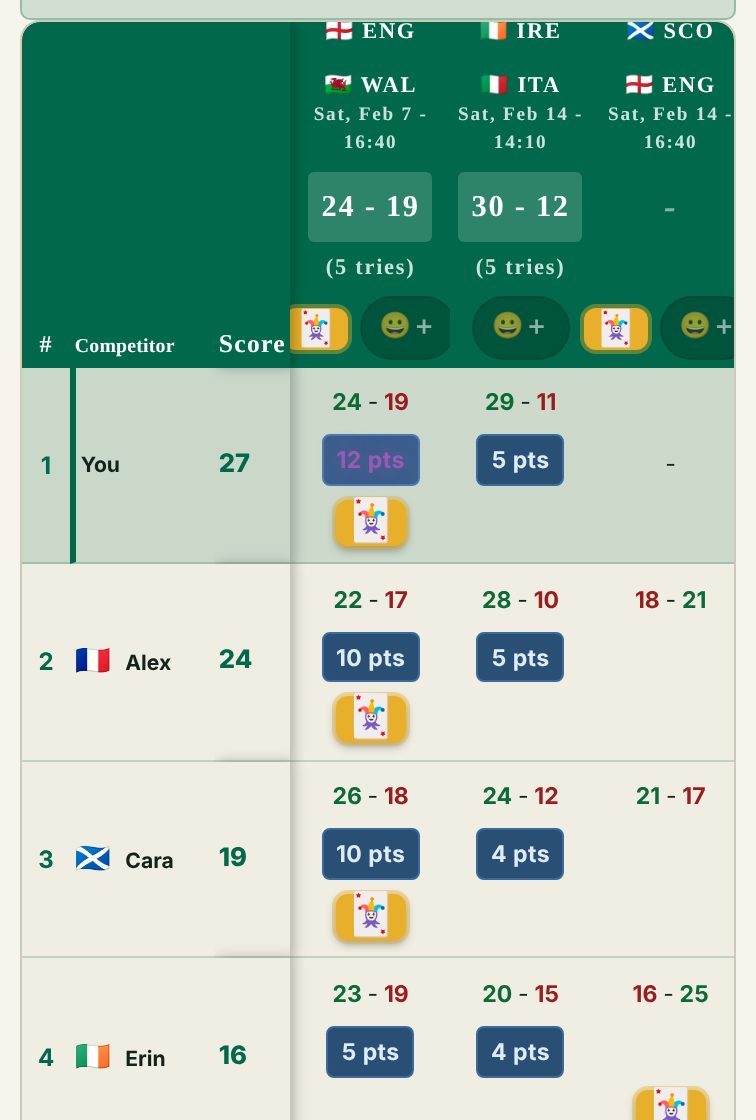 ENG IRE SCO
WAL ITA ENG
Sat, Feb 7 - Sat, Feb 14 - Sat, Feb 14 -
16:40 14:10 16:40
24 - 19 30 - 12 -
(5 tries) (5 tries)
# Competitor Score + + +
24 - 19 29 - 11
1 You 27 12 pts 5 pts -
22 - 17 28 - 10 18 - 21
2 Alex 24 10 pts 5 pts
26 - 18 24 - 12 21 - 17
3 Cara 19 10 pts 4 pts
23 - 19 20 - 15 16 - 25
4 Erin 16 5 pts 4 pts